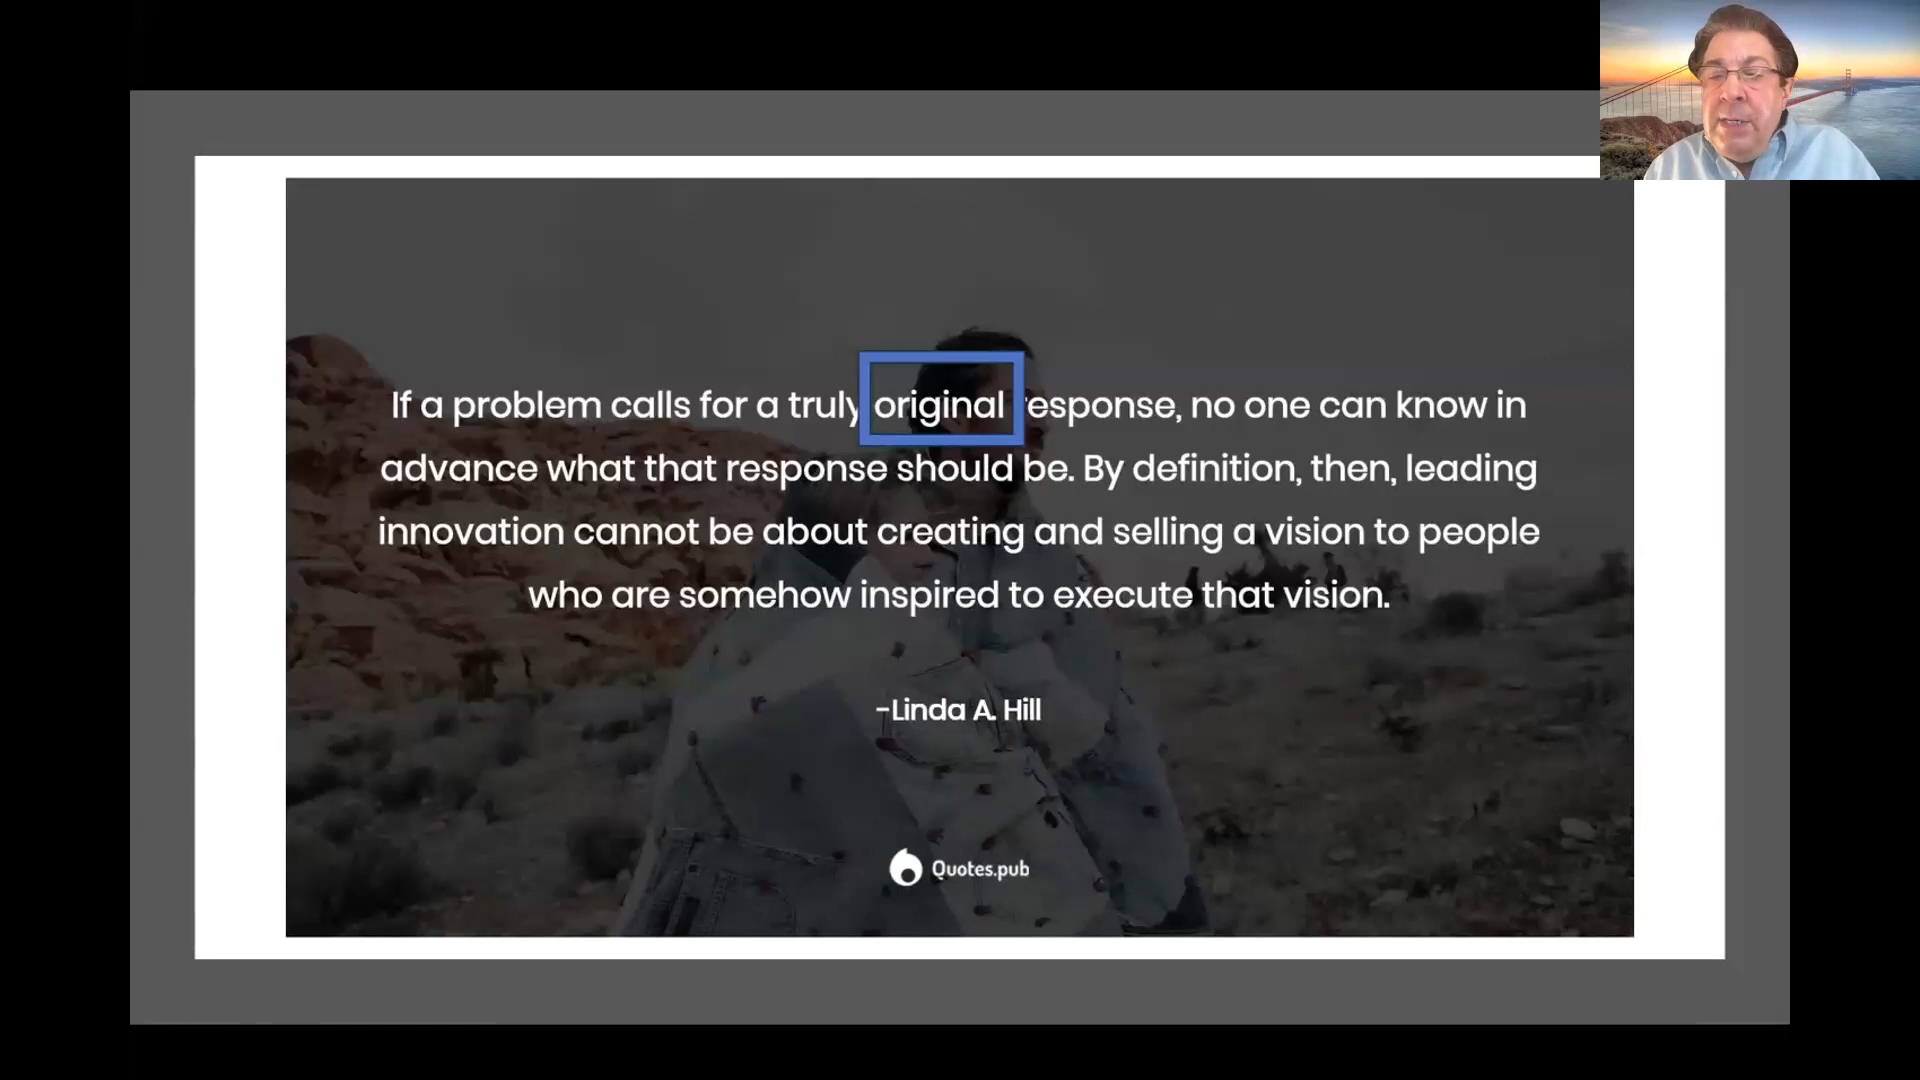 If a problem calls for a truly original response, no one can know in
advance what that response should be. By definition, then, leading
innovation cannot be about creating and selling a vision to people
who are somehow inspired to execute that vision.
-Linda A. Hill
Quotes.pub